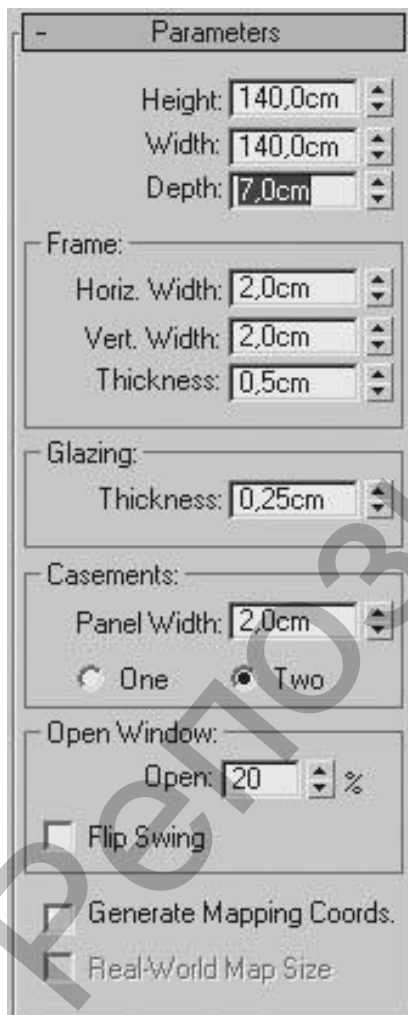 - Parameters
Height: 140,0cm
Width: 140,0cm
Depth: 7,0cm
Frame:
Horiz. Width: 2,0cm
Vert. Width: 2,0cm
Thickness: 0,5cm
Glazing:
Thickness: 0,25cm
Casements:
Panel Width: 2,0cm
One Two
Open Window:
Open: 20 %
Flip Swing
Generate Mapping Coords.
Real-World Map Size
Репоз